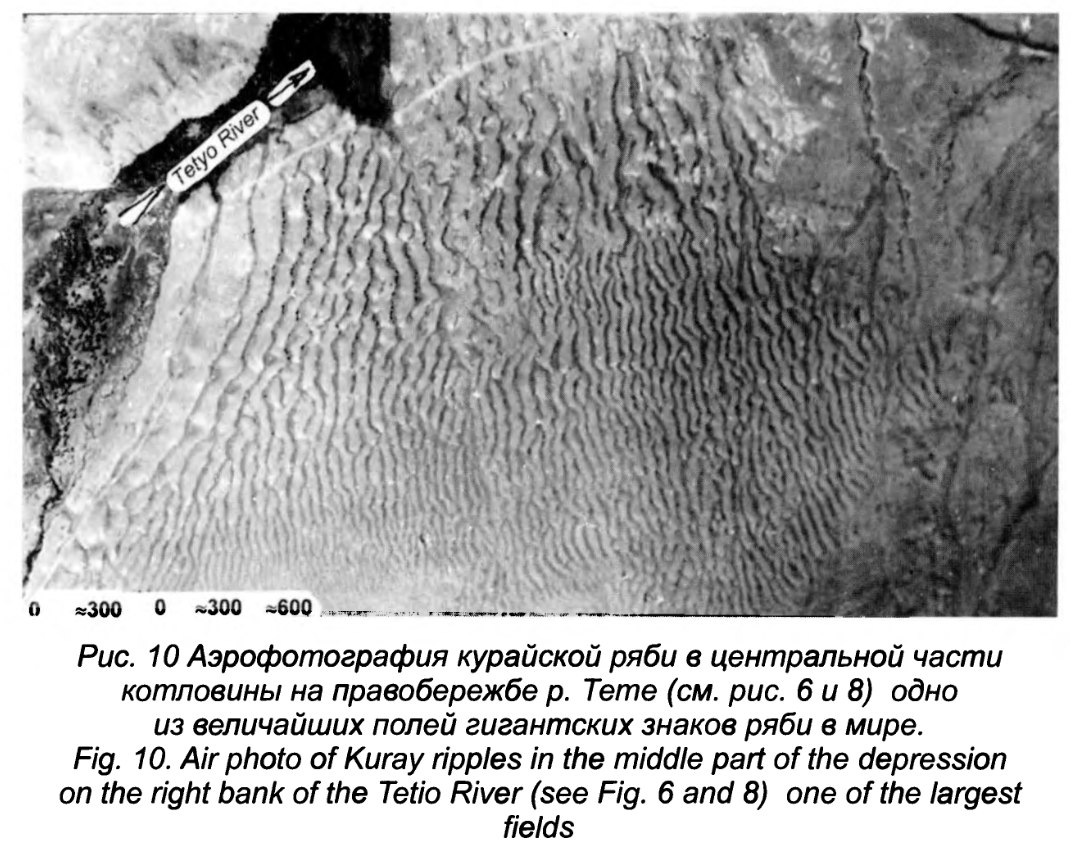 Tetyo River
0 ≈300 0 ≈300 ≈600
Рис. 10 Аэрофотография курайской ряби в центральной части
котловины на правобережбе р. Тете (см. рис. 6 и 8) одно
из величайших полей гигантских знаков ряби в мире.
Fig. 10. Air photo of Kuray ripples in the middle part of the depression
on the right bank of the Tetio River (see Fig. 6 and 8) one of the largest
fields